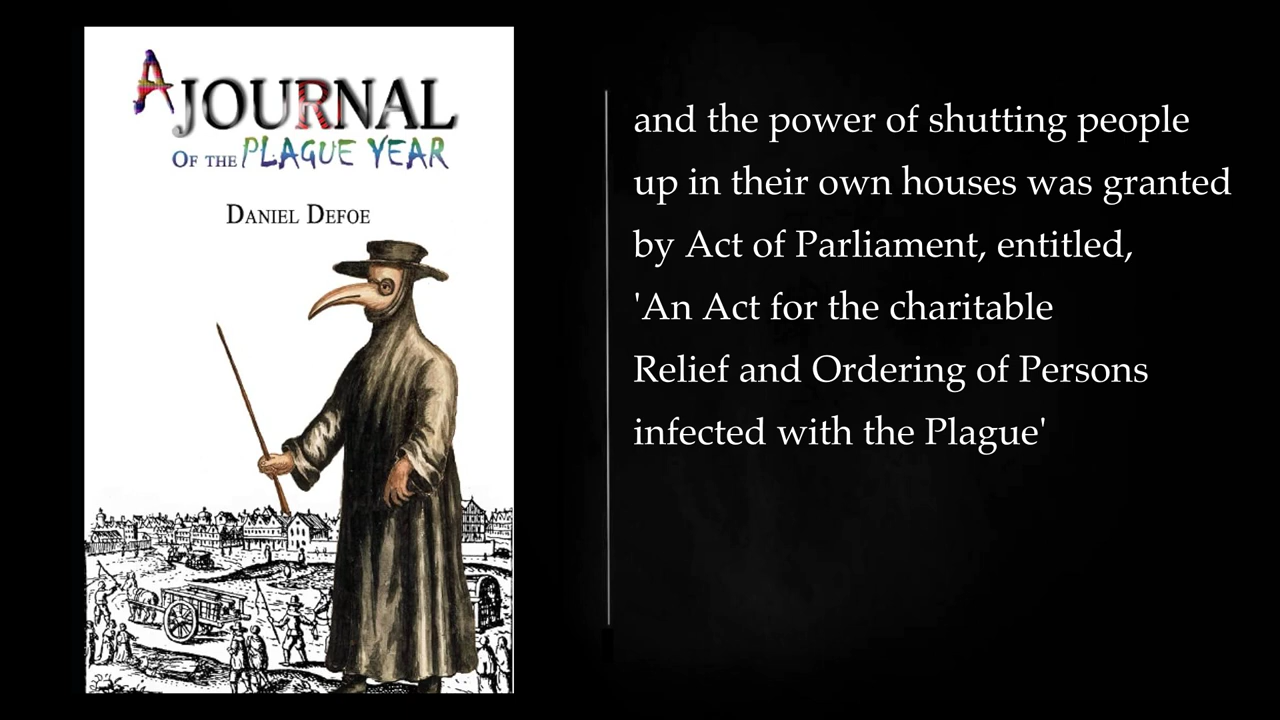 A JOURNAL
OF THE PLAGUE YEAR
DANIEL DEFOE
and the power of shutting people
up in their own houses was granted
by Act of Parliament, entitled,
'An Act for the charitable
Relief and Ordering of Persons
infected with the Plague'